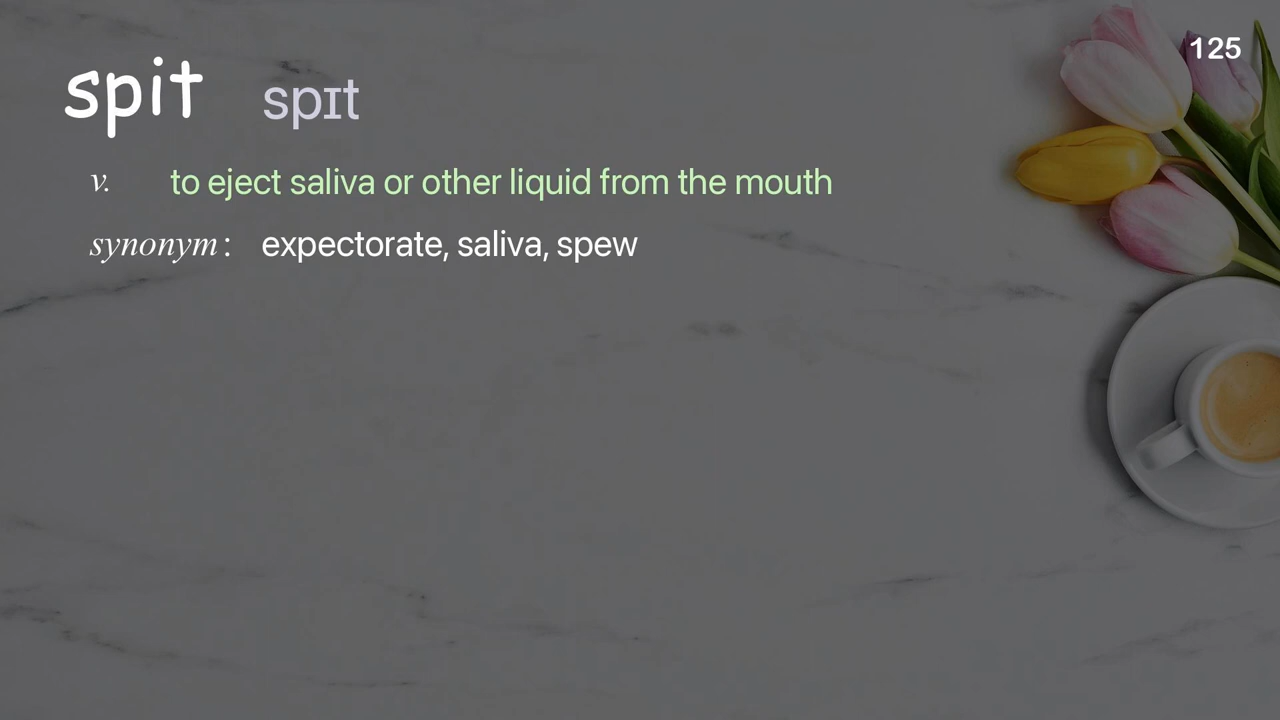 125
spit spɪt
v. to eject saliva or other liquid from the mouth
synonym : expectorate, saliva, spew